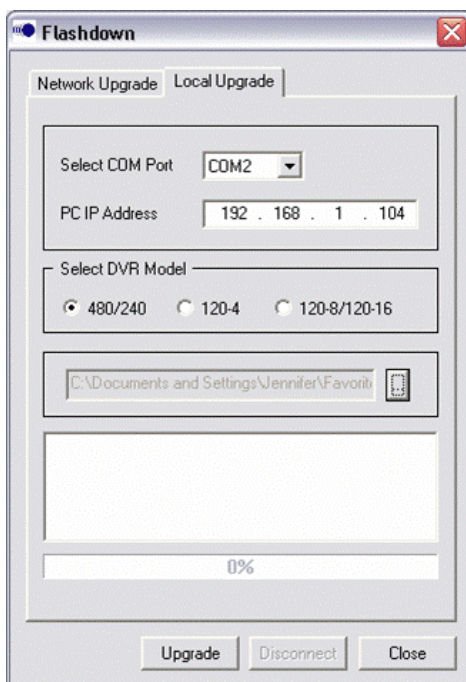 Flashdown
Network Upgrade Local Upgrade
Select COM Port COM2
PC IP Address 192 . 168 . 1 . 104
Select DVR Model
480/240 120-4 120-8/120-16
C:\Documents and Settings\Jennifer\Favorit
...
0%
Upgrade Disconnect Close